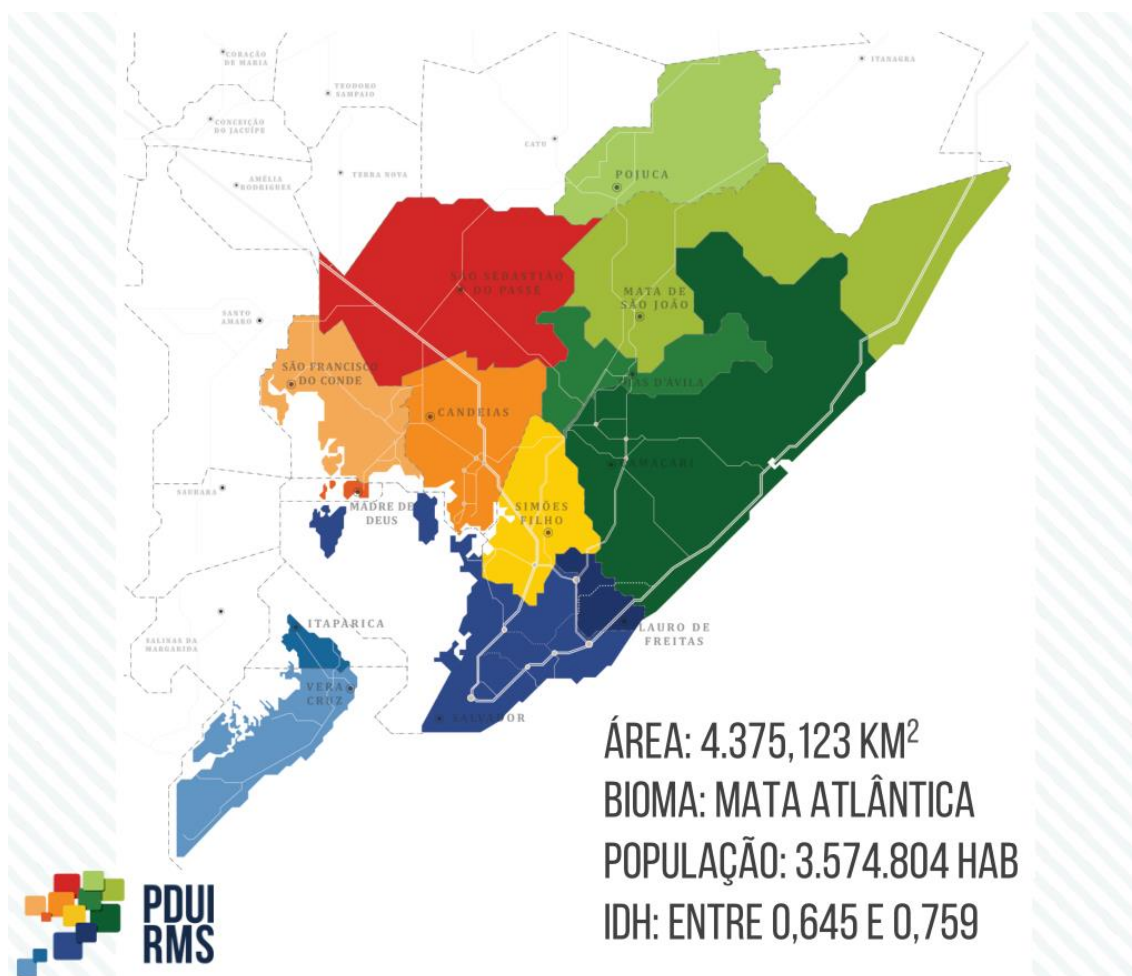 CORAÇÃO
DE MARIA
ITANAGRA
TEODORO
SAMPAIO
CONCEIÇÃO
DO JACUÍPE
CATU
AMÉLIA
RODRIGUES
TERRA NOVA
POJUCA
SÃO SEBASTIÃO
DO PASSÉ
MATA DE
SÃO JOÃO
SANTO
AMARO
SÃO FRANCISCO
DO CONDE
DIAS D'ÁVILA
CANDEIAS
CAMAÇARI
SAUBARA
MADRE DE
DEUS
SIMÕES
FILHO
ITAPARICA
LAURO DE
FREITAS
SALINAS DA
MARGARIDA
VERA
CRUZ
SALVADOR
ÁREA: 4.375,123 KM²
BIOMA: MATA ATLÂNTICA
POPULAÇÃO: 3.574.804 HAB
IDH: ENTRE 0,645 E 0,759
PDUI
RMS